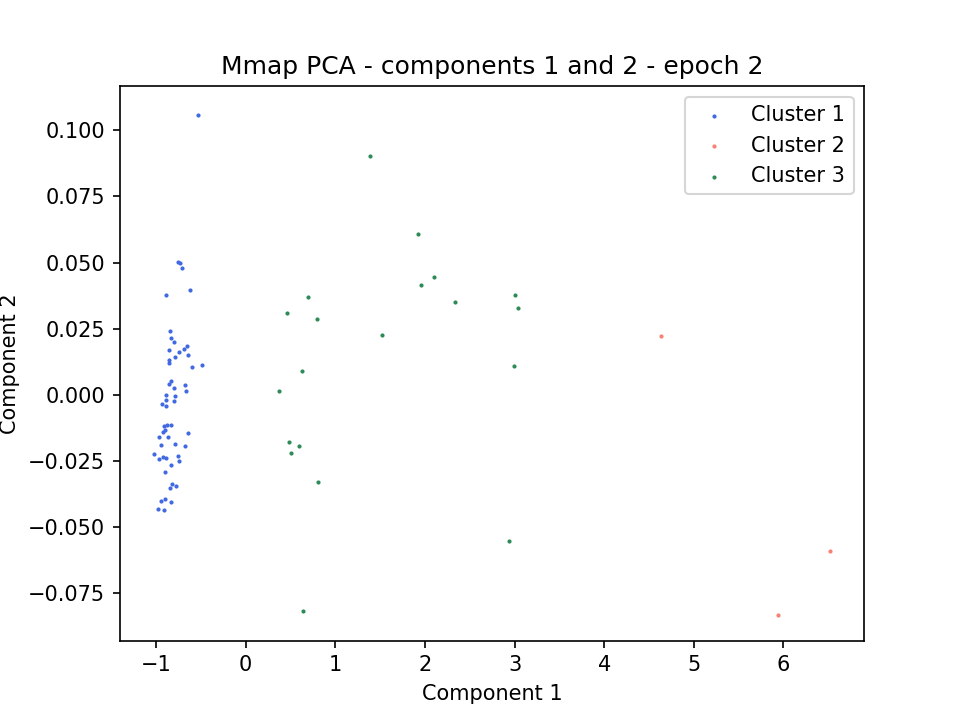 Mmap PCA - components 1 and 2 - epoch 2
Cluster 1
Cluster 2
Cluster 3
0.100
0.075
0.050
0.025
0.000
−0.025
−0.050
−0.075
Component 2
−1
0
1
2
3
4
5
6
Component 1